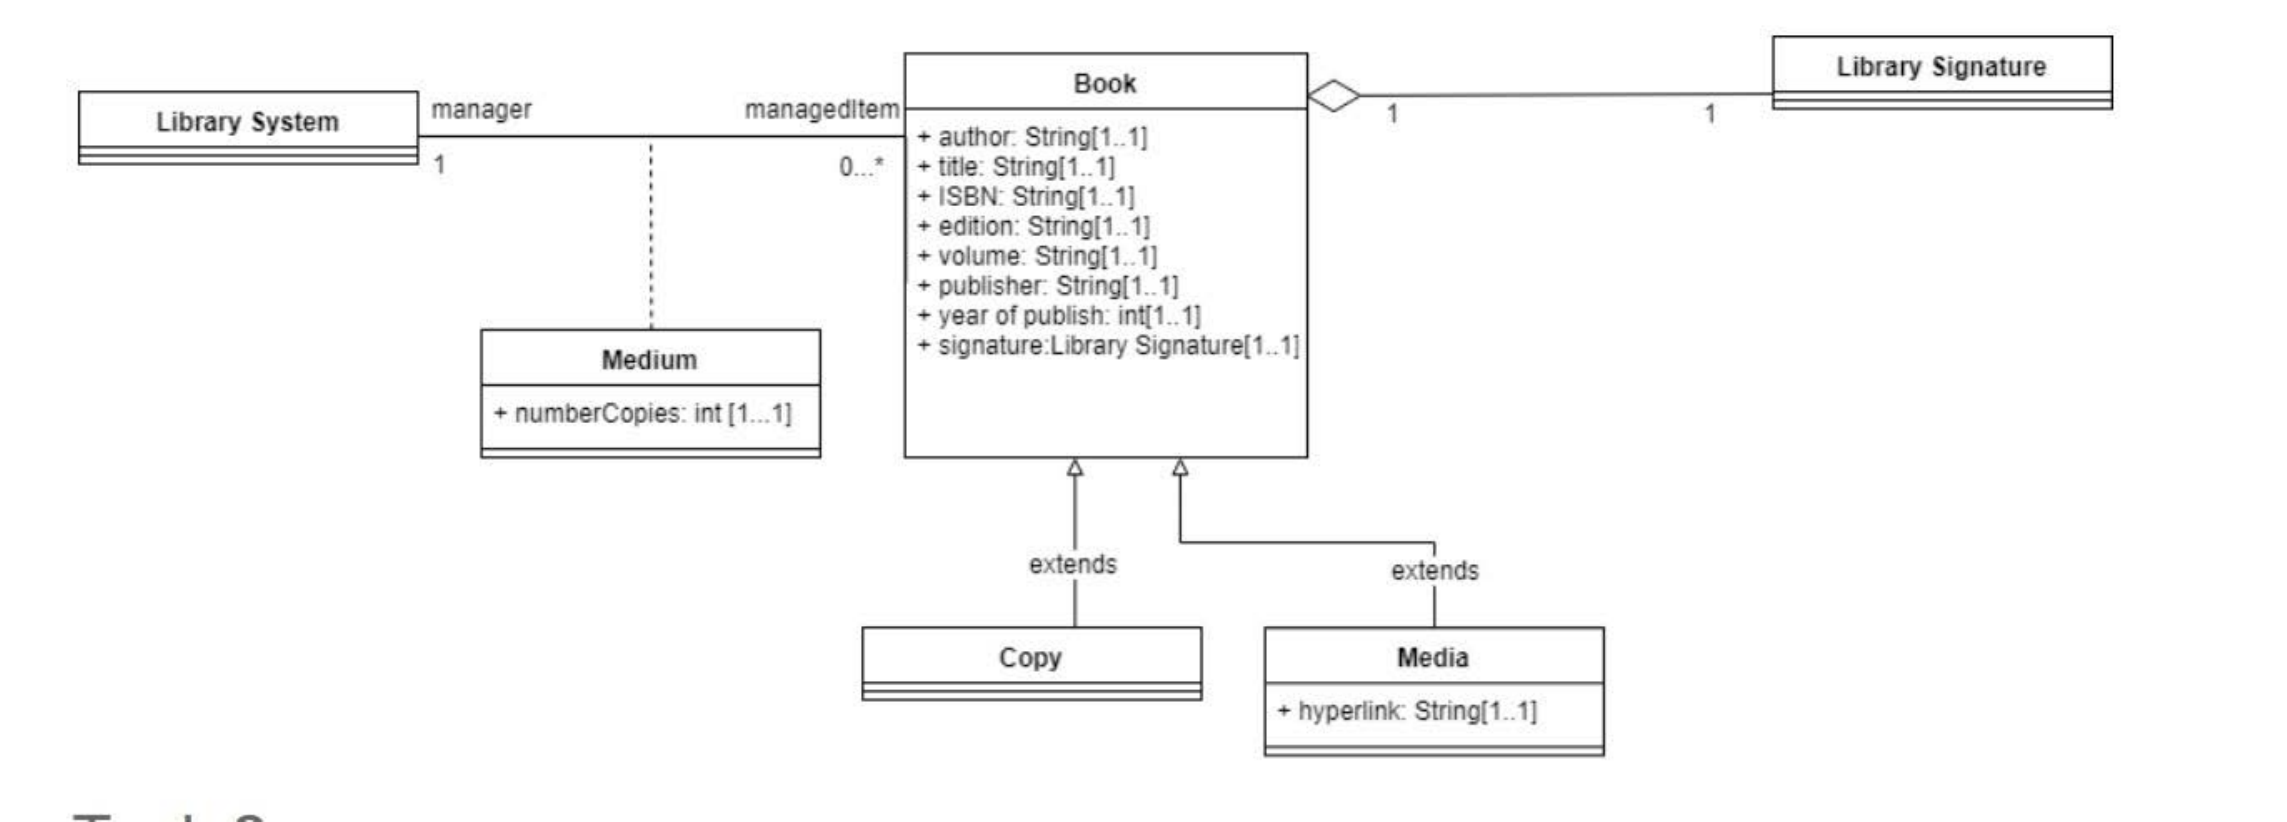 Library System
manager
managedItem
1
0...*
Book
+ author: String[1..1]
+ title: String[1..1]
+ ISBN: String[1..1]
+ edition: String[1..1]
+ volume: String[1..1]
+ publisher: String[1..1]
+ year of publish: int[1..1]
+ signature:Library Signature[1..1]
1
1
Library Signature
Medium
+ numberCopies: int [1...1]
extends
extends
Copy
Media
+ hyperlink: String[1..1]